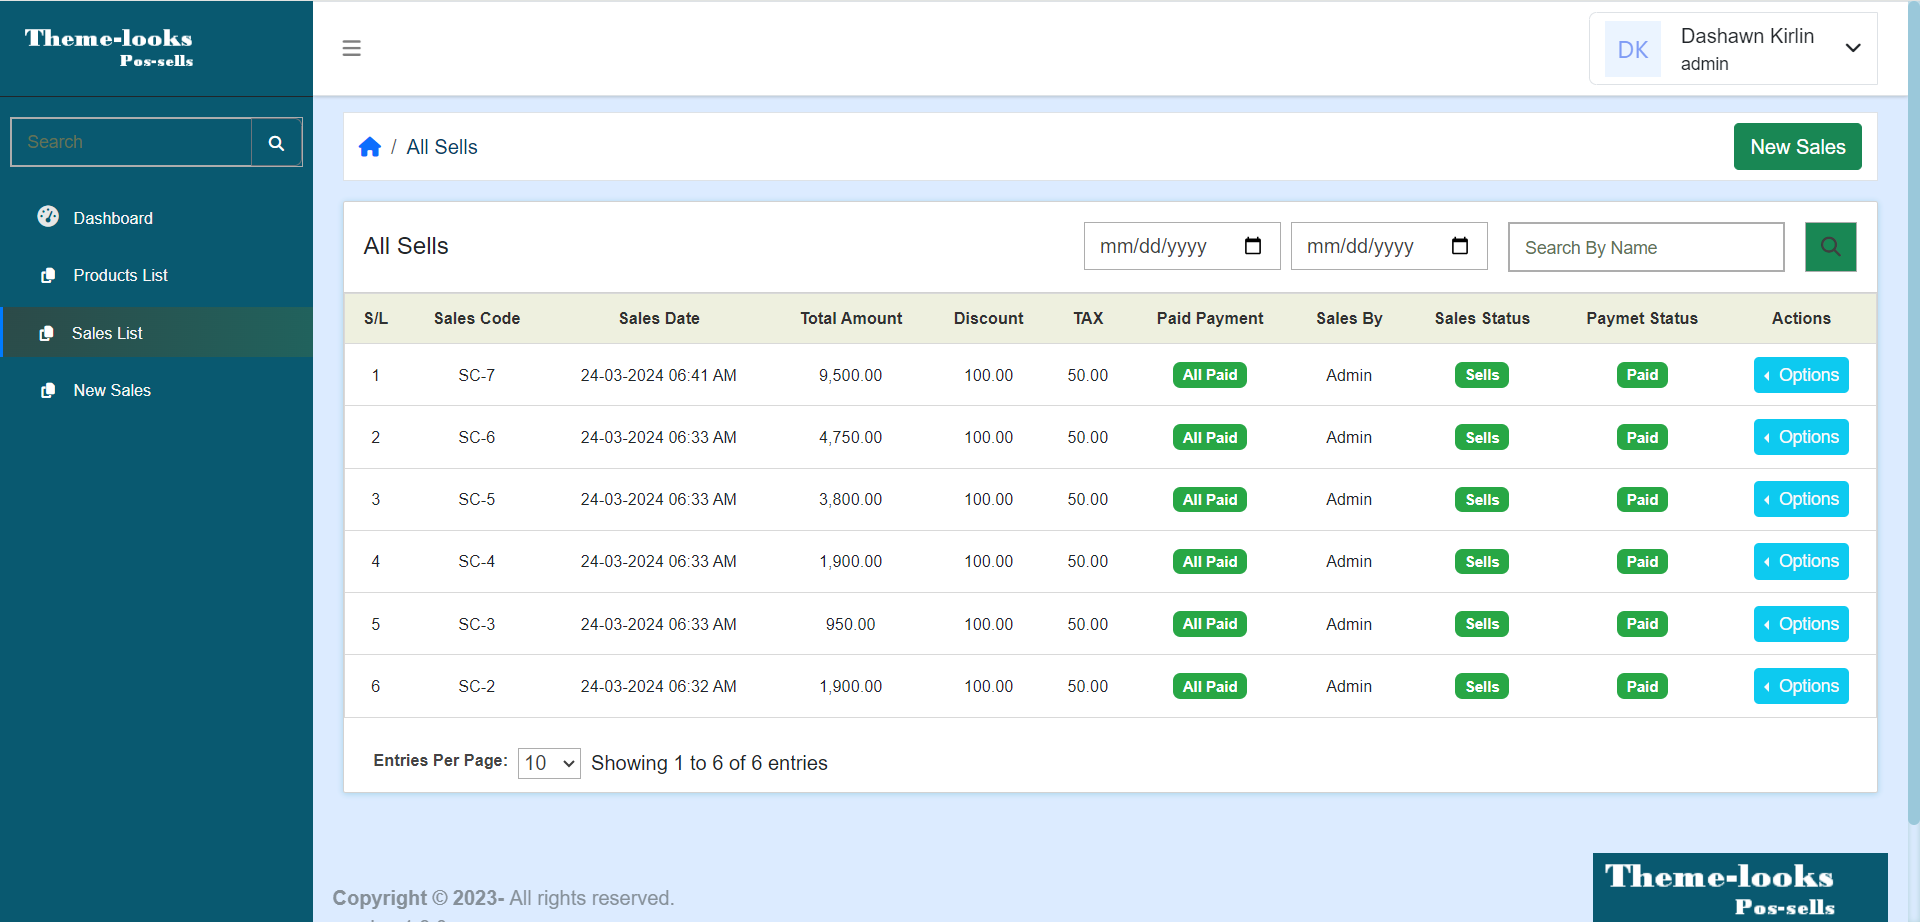 Theme-looks
Pos-sells
DK
Dashawn Kirlin
admin
Search
Dashboard
Products List
Sales List
New Sales
/ All Sells
New Sales
All Sells
mm/dd/yyyy
mm/dd/yyyy
Search By Name
S/L Sales Code Sales Date Total Amount Discount TAX Paid Payment Sales By Sales Status Paymet Status Actions
1 SC-7 24-03-2024 06:41 AM 9,500.00 100.00 50.00 All Paid Admin Sells Paid Options
2 SC-6 24-03-2024 06:33 AM 4,750.00 100.00 50.00 All Paid Admin Sells Paid Options
3 SC-5 24-03-2024 06:33 AM 3,800.00 100.00 50.00 All Paid Admin Sells Paid Options
4 SC-4 24-03-2024 06:33 AM 1,900.00 100.00 50.00 All Paid Admin Sells Paid Options
5 SC-3 24-03-2024 06:33 AM 950.00 100.00 50.00 All Paid Admin Sells Paid Options
6 SC-2 24-03-2024 06:32 AM 1,900.00 100.00 50.00 All Paid Admin Sells Paid Options
Entries Per Page: 10 Showing 1 to 6 of 6 entries
Copyright © 2023- All rights reserved.
Theme-looks
Pos-sells